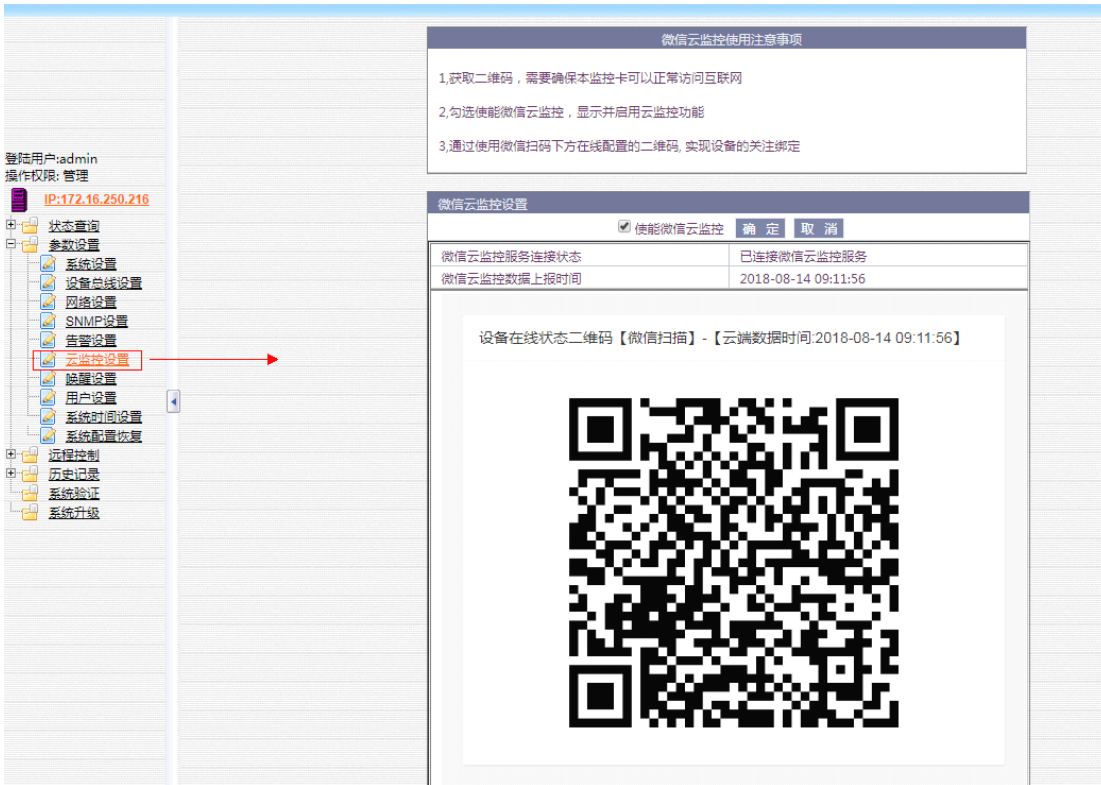 登陆用户:admin
操作权限: 管理
IP:172.16.250.216
状态查询
参数设置
系统设置
设备总线设置
网络设置
SNMP设置
告警设置
云监控设置
唤醒设置
用户设置
系统时间设置
系统配置恢复
远程控制
历史记录
系统验证
系统升级
微信云监控使用注意事项
1,获取二维码，需要确保本监控卡可以正常访问互联网
2,勾选使能微信云监控，显示并启用云监控功能
3,通过使用微信扫码下方在线配置的二维码, 实现设备的关注绑定
微信云监控设置
使能微信云监控 确 定 取 消
微信云监控服务连接状态 已连接微信云监控服务
微信云监控数据上报时间 2018-08-14 09:11:56
设备在线状态二维码【微信扫描】-【云端数据时间:2018-08-14 09:11:56】